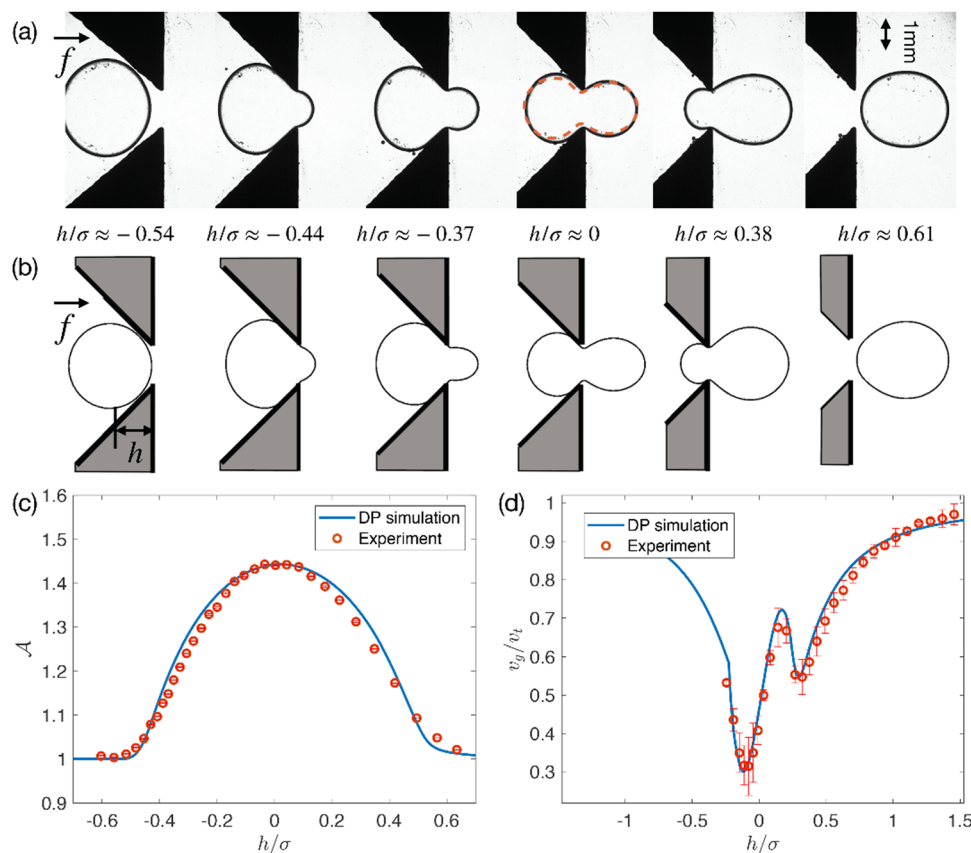 (a)
f
1mm
h/σ ≈ − 0.54
h/σ ≈ − 0.44
h/σ ≈ − 0.37
h/σ ≈ 0
h/σ ≈ 0.38
h/σ ≈ 0.61
(b)
f
h
(c)
1.6
1.5
1.4
1.3
1.2
1.1
1
0.9
𝒜
DP simulation
Experiment
-0.6
-0.4
-0.2
0
0.2
0.4
0.6
h/σ
(d)
1
0.9
0.8
0.7
0.6
0.5
0.4
0.3
v_g/v_t
DP simulation
Experiment
-1
-0.5
0
0.5
1
1.5
h/σ